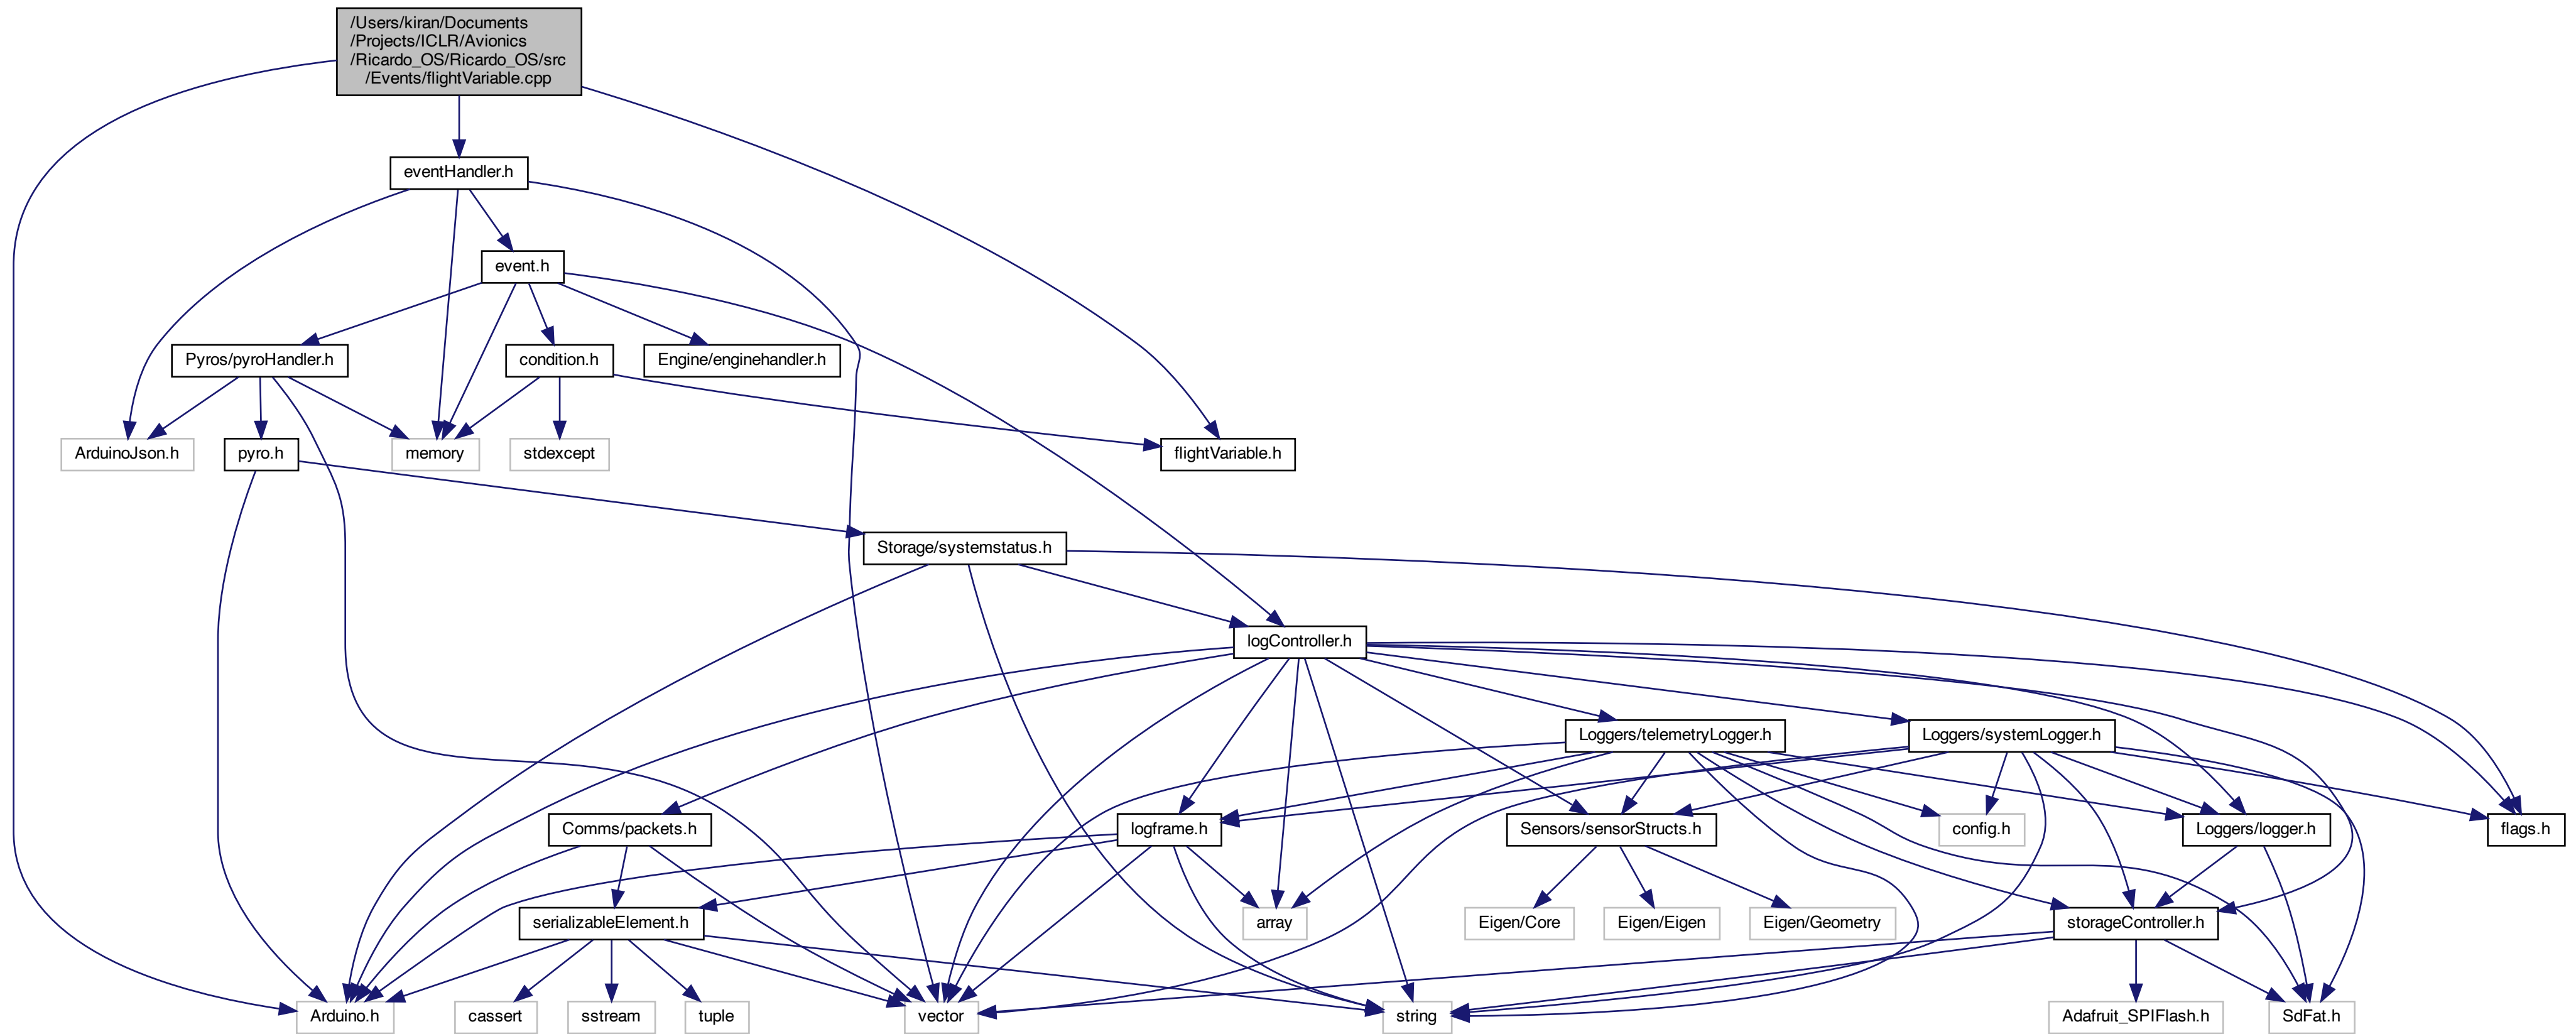 /Users/kiran/Documents
/Projects/ICLR/Avionics
/Ricardo_OS/Ricardo_OS/src
/Events/flightVariable.cpp
eventHandler.h
event.h
Pyros/pyroHandler.h
condition.h
Engine/enginehandler.h
ArduinoJson.h
pyro.h
memory
stdexcept
flightVariable.h
Storage/systemstatus.h
logController.h
Loggers/telemetryLogger.h
Loggers/systemLogger.h
Comms/packets.h
logframe.h
Sensors/sensorStructs.h
config.h
Loggers/logger.h
flags.h
serializableElement.h
array
Eigen/Core
Eigen/Eigen
Eigen/Geometry
storageController.h
Arduino.h
cassert
sstream
tuple
vector
string
Adafruit_SPIFlash.h
SdFat.h